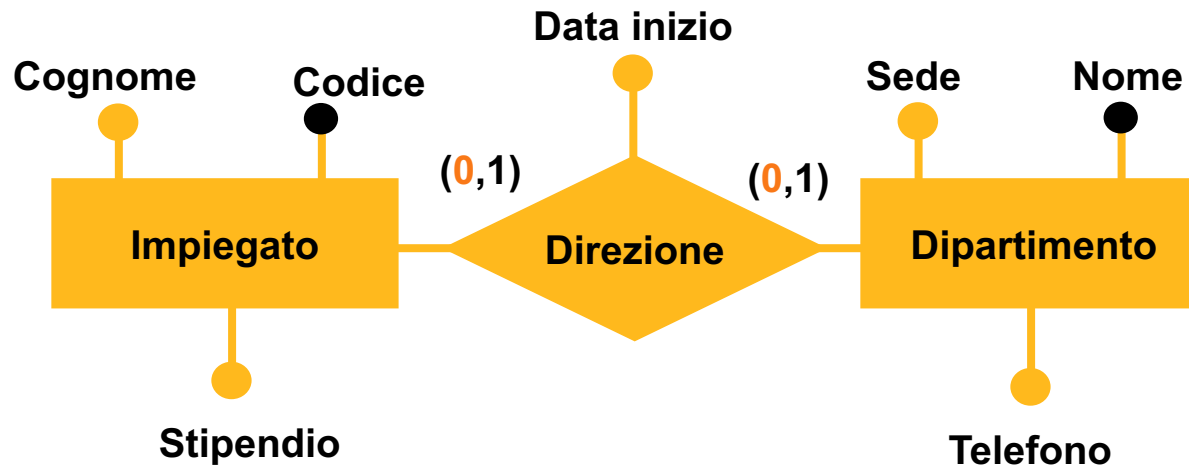 Data inizio
Cognome
Codice
Sede
Nome
(0,1)
(0,1)
Impiegato
Direzione
Dipartimento
Stipendio
Telefono